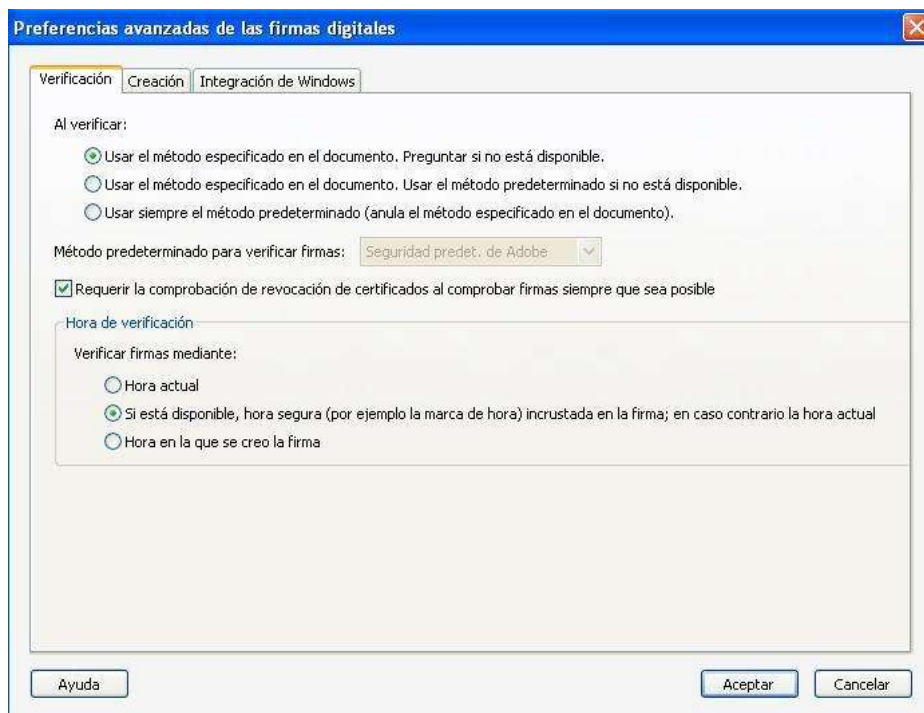 Preferencias avanzadas de las firmas digitales
Verificación Creación Integración de Windows
Al verificar:
Usar el método especificado en el documento. Preguntar si no está disponible.
Usar el método especificado en el documento. Usar el método predeterminado si no está disponible.
Usar siempre el método predeterminado (anula el método especificado en el documento).
Método predeterminado para verificar firmas: Seguridad predet. de Adobe
Requerir la comprobación de revocación de certificados al comprobar firmas siempre que sea posible
Hora de verificación
Verificar firmas mediante:
Hora actual
Si está disponible, hora segura (por ejemplo la marca de hora) incrustada en la firma; en caso contrario la hora actual
Hora en la que se creo la firma
Ayuda Aceptar Cancelar